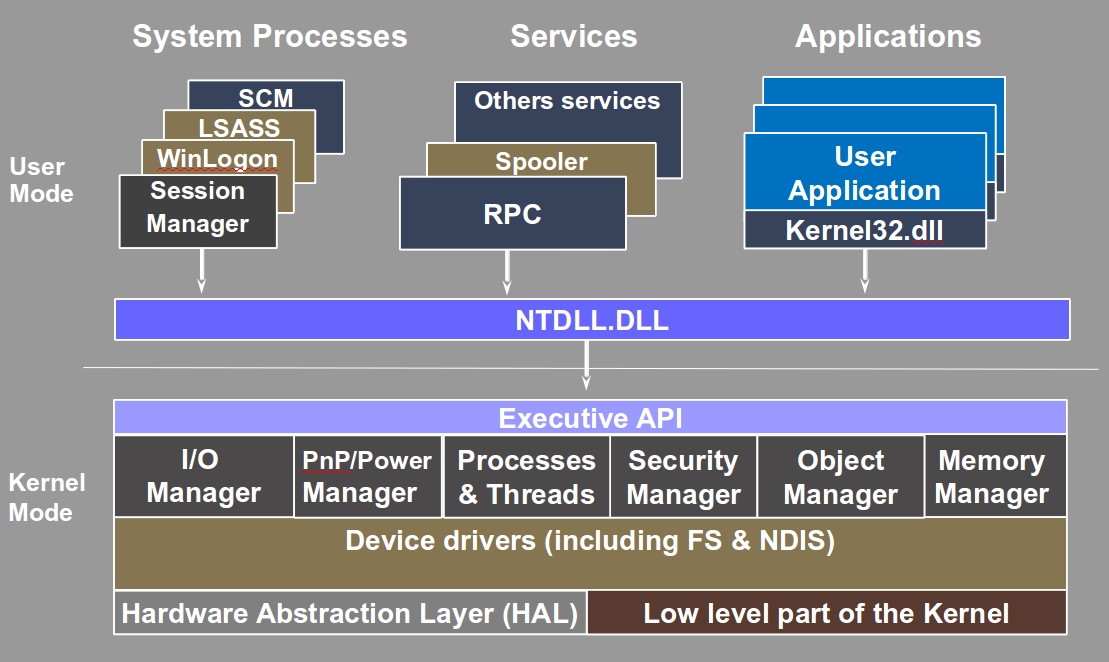 System Processes
Services
Applications
User
Mode
SCM
LSASS
WinLogon
Session
Manager
Others services
Spooler
RPC
User
Application
Kernel32.dll
NTDLL.DLL
Kernel
Mode
Executive API
I/O
Manager
PnP/Power
Manager
Processes
& Threads
Security
Manager
Object
Manager
Memory
Manager
Device drivers (including FS & NDIS)
Hardware Abstraction Layer (HAL)
Low level part of the Kernel